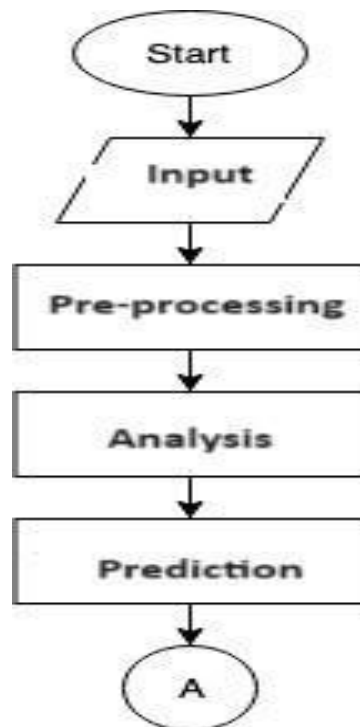 Start
Input
Pre-processing
Analysis
Prediction
A